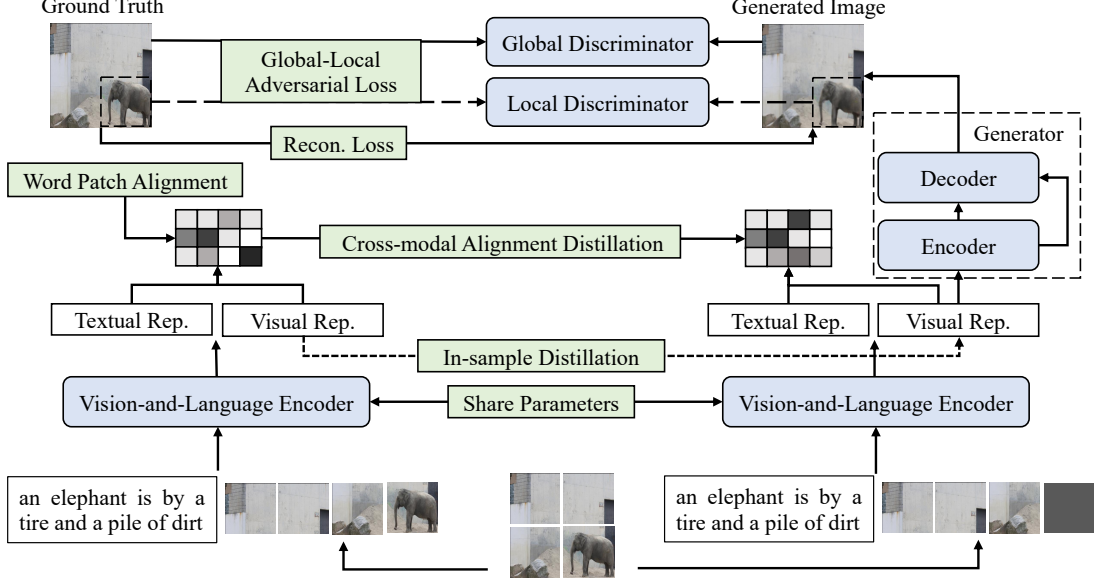 Ground Truth
Generated Image
Global Discriminator
Global-Local
Adversarial Loss
Local Discriminator
Recon. Loss
Generator
Decoder
Word Patch Alignment
Cross-modal Alignment Distillation
Encoder
Textual Rep.
Visual Rep.
Textual Rep.
Visual Rep.
In-sample Distillation
Vision-and-Language Encoder
Share Parameters
Vision-and-Language Encoder
an elephant is by a
tire and a pile of dirt
an elephant is by a
tire and a pile of dirt